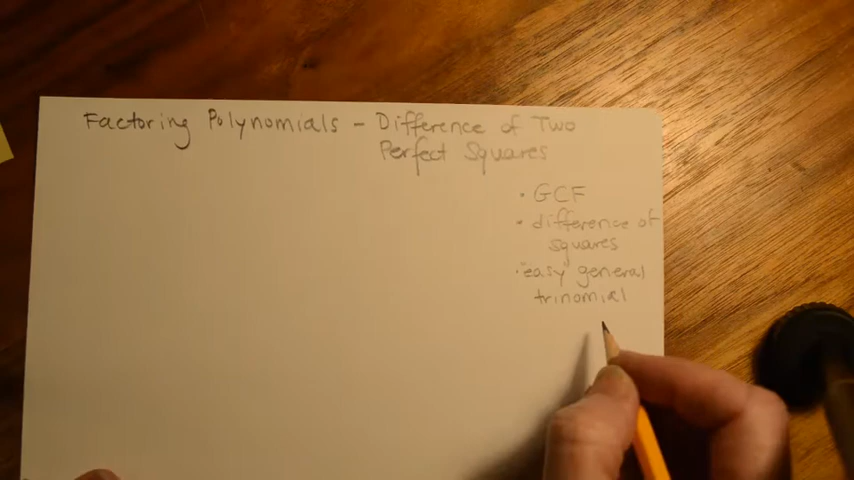 Factoring Polynomials - Difference of Two
Perfect Squares
· GCF
· difference of
squares
· easy general
trinomial